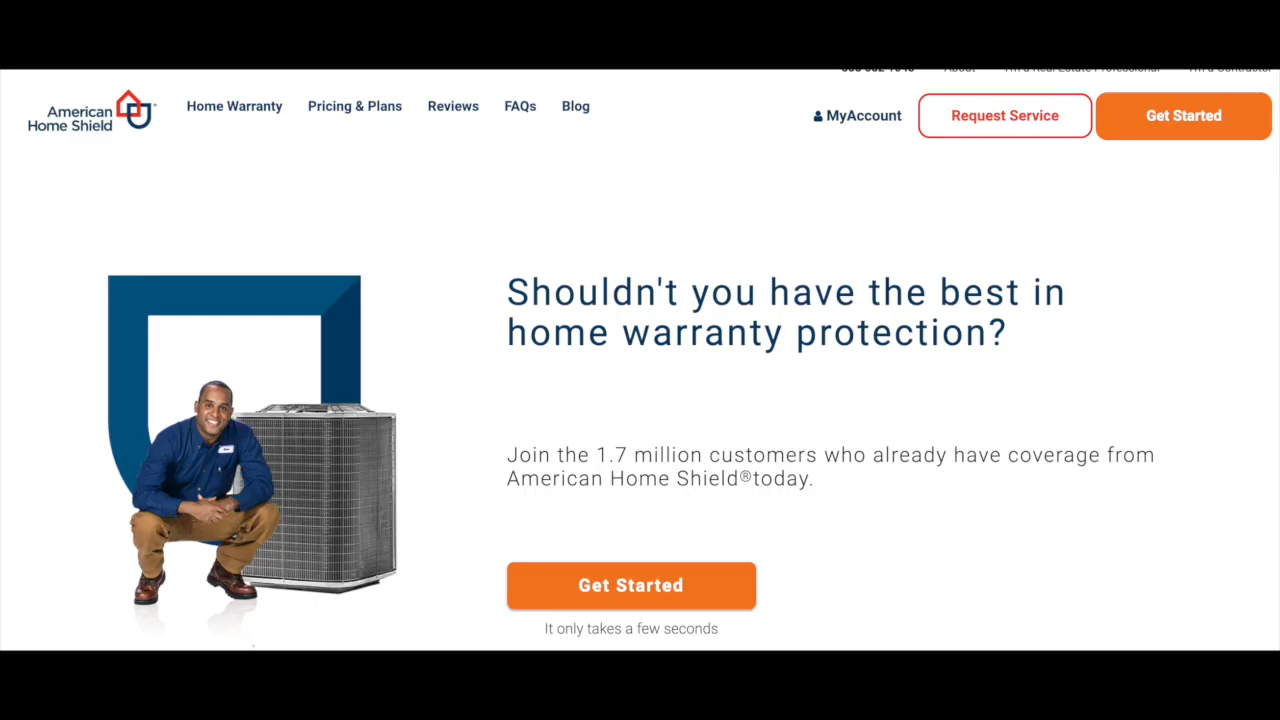 About
American
Home Shield
Home Warranty
Pricing & Plans
Reviews
FAQs
Blog
MyAccount
Request Service
Get Started
Shouldn't you have the best in
home warranty protection?
Join the 1.7 million customers who already have coverage from
American Home Shield®today.
Get Started
It only takes a few seconds